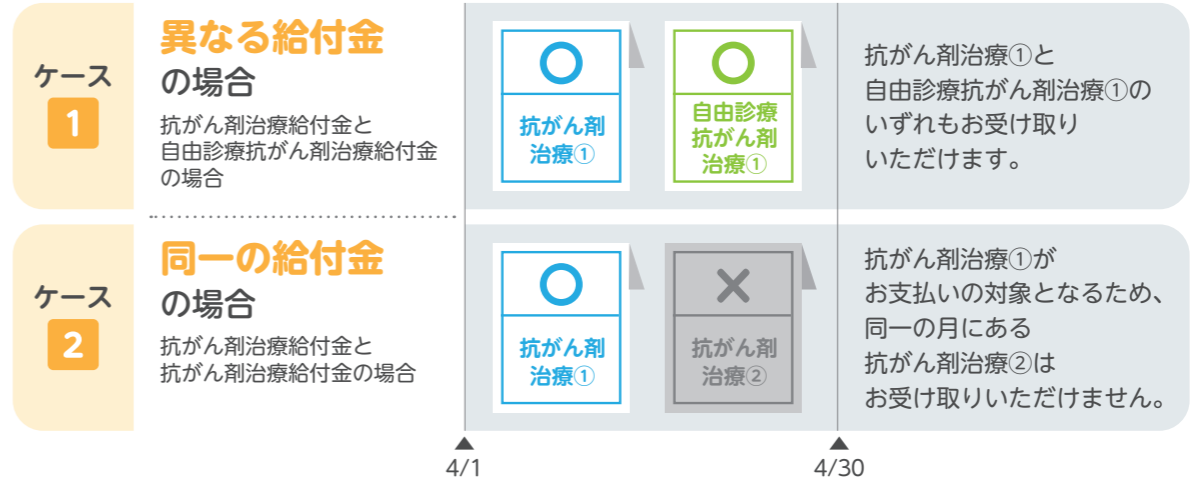 ケース
1
異なる給付金
の場合
抗がん剤治療給付金と
自由診療抗がん剤治療給付金
の場合
抗がん剤
治療①
自由診療
抗がん剤
治療①
抗がん剤治療①と
自由診療抗がん剤治療①の
いずれもお受け取り
いただけます。
ケース
2
同一の給付金
の場合
抗がん剤治療給付金と
抗がん剤治療給付金の場合
抗がん剤
治療①
抗がん剤
治療②
抗がん剤治療①が
お支払いの対象となるため、
同一の月にある
抗がん剤治療②は
お受け取りいただけません。
4/1
4/30